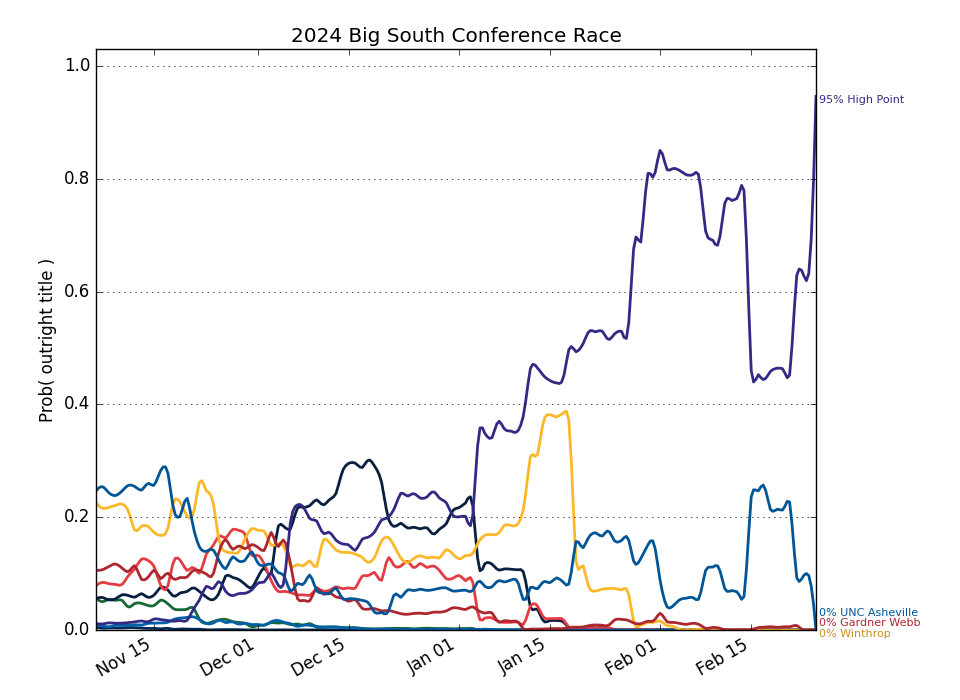 2024 Big South Conference Race
1.0
0.8
0.6
0.4
0.2
0.0
Prob( outright title )
Nov 15
Dec 01
Dec 15
Jan 01
Jan 15
Feb 01
Feb 15
95% High Point
0% UNC Asheville
0% Gardner Webb
0% Winthrop